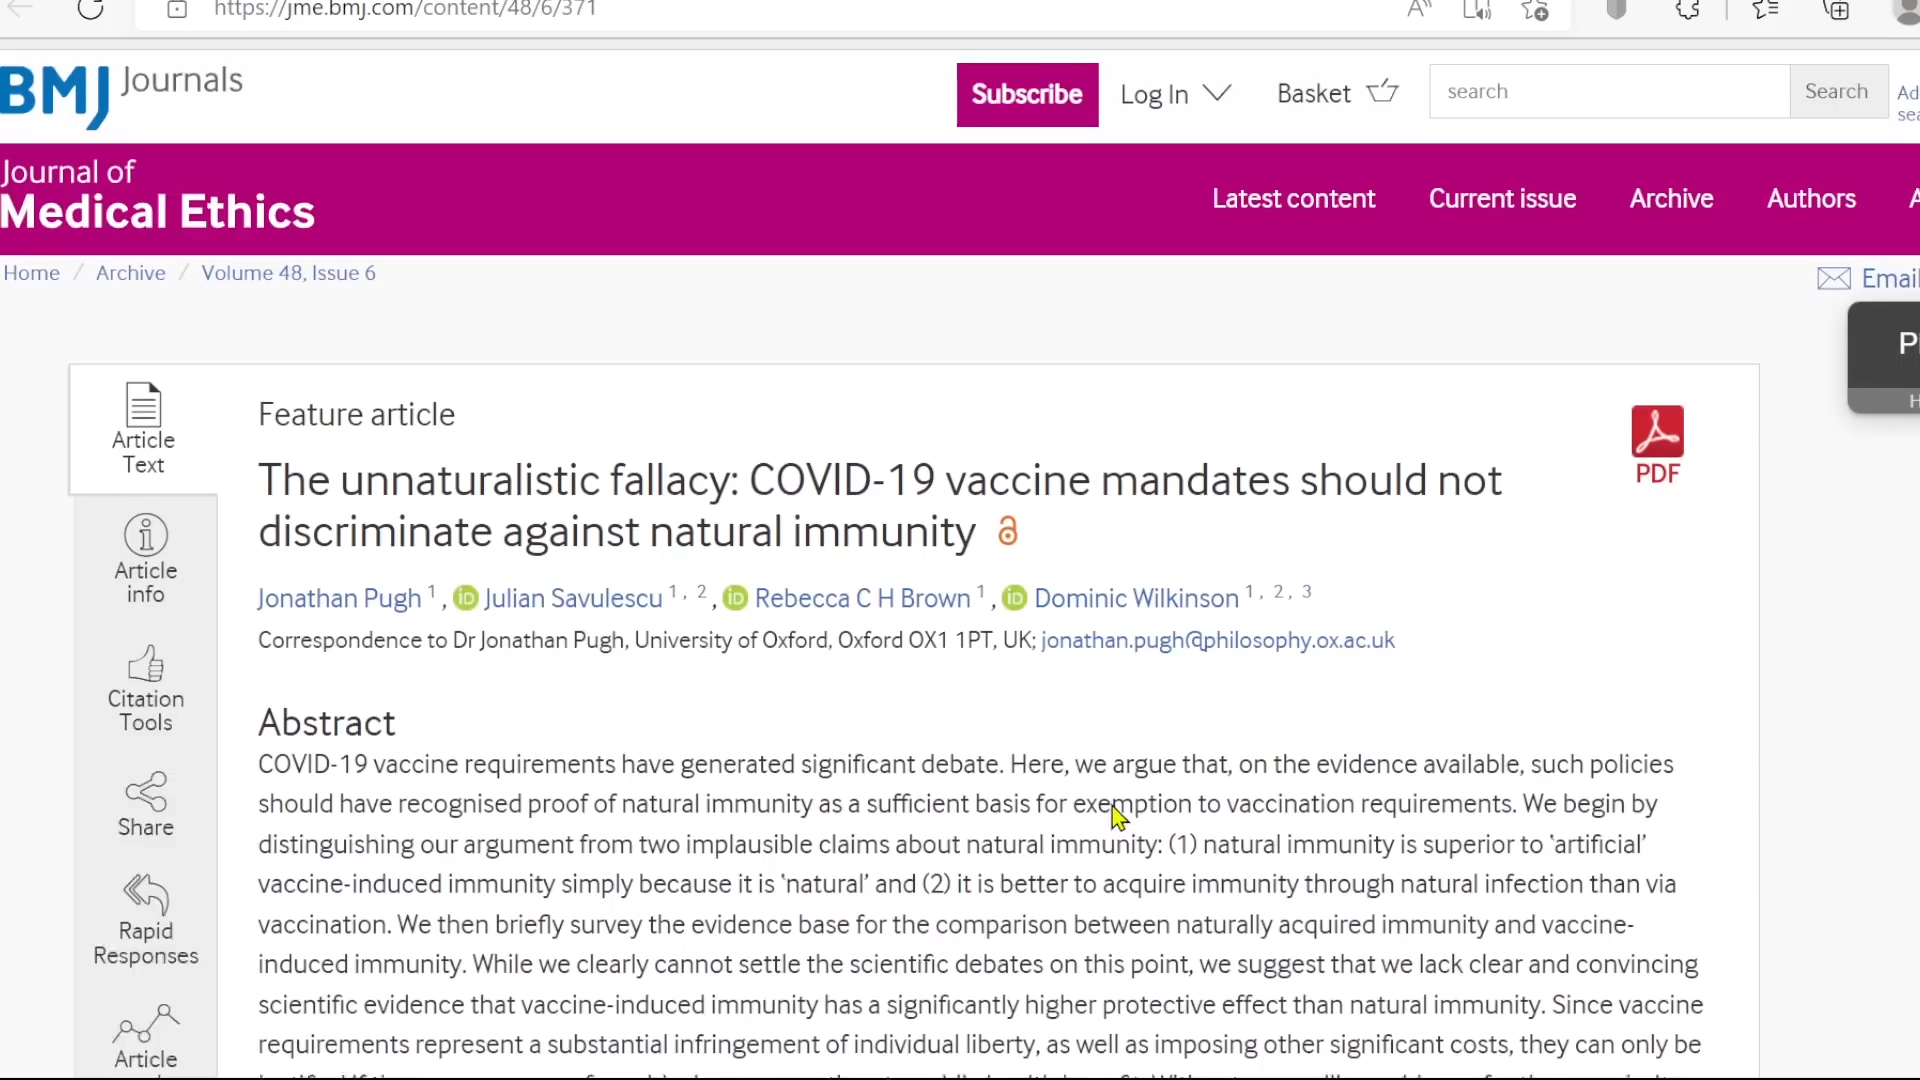 https://jme.bmj.com/content/48/6/371
BMJ Journals
Subscribe
Log In
Basket
search
Search
Journal of
Medical Ethics
Latest content
Current issue
Archive
Authors
Home / Archive / Volume 48, Issue 6
Email
Article
Text
Article
info
Citation
Tools
Share
Rapid
Responses
Article
Feature article
PDF
The unnaturalistic fallacy: COVID-19 vaccine mandates should not
discriminate against natural immunity
Jonathan Pugh 1, iD Julian Savulescu 1, 2, iD Rebecca C H Brown 1, iD Dominic Wilkinson 1, 2, 3
Correspondence to Dr Jonathan Pugh, University of Oxford, Oxford OX1 1PT, UK; jonathan.pugh@philosophy.ox.ac.uk
Abstract
COVID-19 vaccine requirements have generated significant debate. Here, we argue that, on the evidence available, such policies
should have recognised proof of natural immunity as a sufficient basis for exemption to vaccination requirements. We begin by
distinguishing our argument from two implausible claims about natural immunity: (1) natural immunity is superior to ‘artificial’
vaccine-induced immunity simply because it is ‘natural’ and (2) it is better to acquire immunity through natural infection than via
vaccination. We then briefly survey the evidence base for the comparison between naturally acquired immunity and vaccine-
induced immunity. While we clearly cannot settle the scientific debates on this point, we suggest that we lack clear and convincing
scientific evidence that vaccine-induced immunity has a significantly higher protective effect than natural immunity. Since vaccine
requirements represent a substantial infringement of individual liberty, as well as imposing other significant costs, they can only be